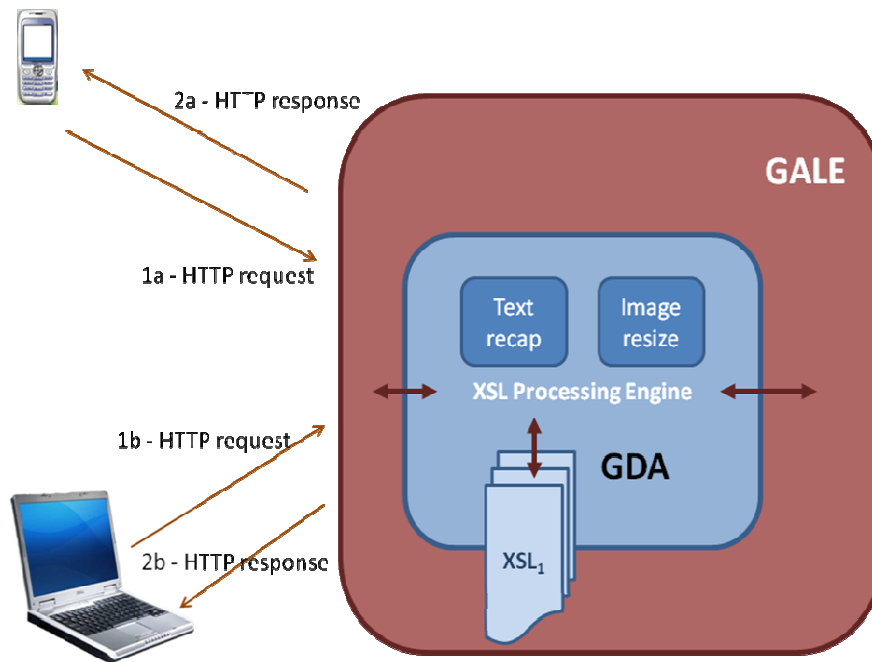 2a - HTTP response
GALE
1a - HTTP request
Text
recap
Image
resize
XSL Processing Engine
1b - HTTP request
GDA
2b - HTTP response
XSL₁